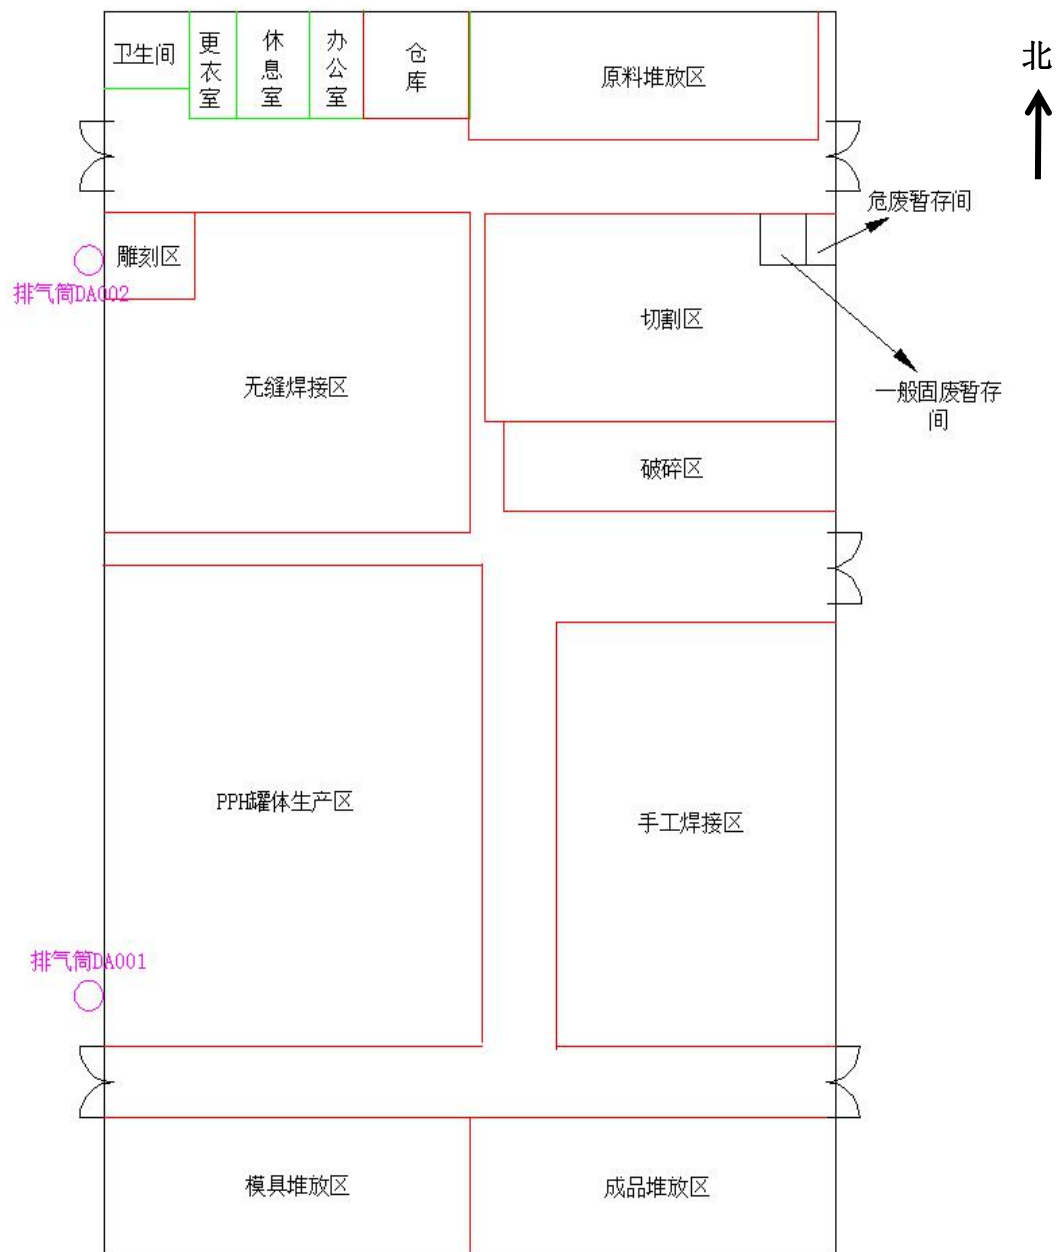 卫生间
更衣室
休息室
办公室
仓库
原料堆放区
北
危废暂存间
雕刻区
排气筒DA002
切割区
无缝焊接区
一般固废暂存
间
破碎区
PPH罐体生产区
手工焊接区
排气筒DA001
模具堆放区
成品堆放区